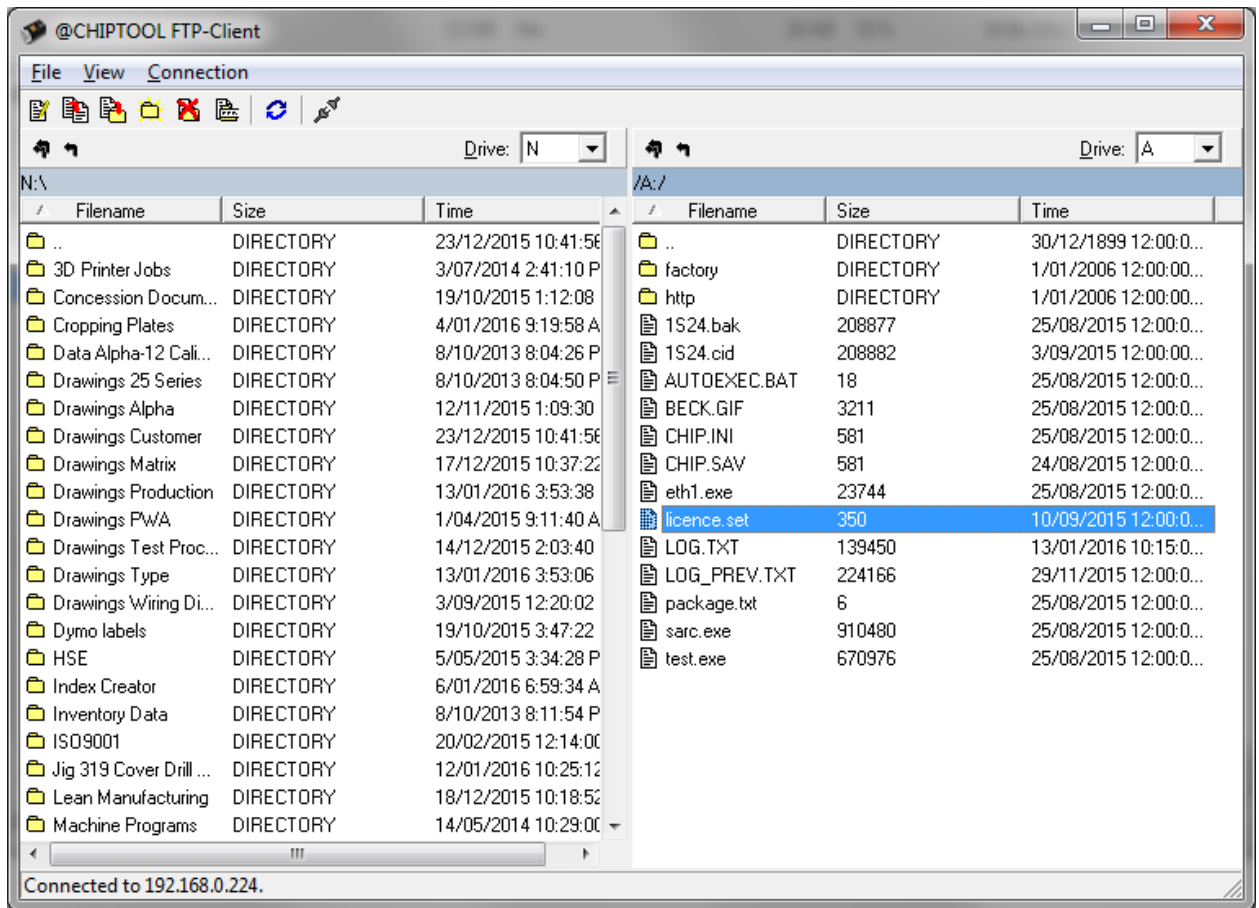 @CHIPTOOL FTP-Client
File View Connection
Drive: N Drive: A
N:\ /A:/
Filename Size Time Filename Size Time
.. DIRECTORY 23/12/2015 10:41:56 .. DIRECTORY 30/12/1899 12:00:0...
3D Printer Jobs DIRECTORY 3/07/2014 2:41:10 P factory DIRECTORY 1/01/2006 12:00:00...
Concession Docum... DIRECTORY 19/10/2015 1:12:08 http DIRECTORY 1/01/2006 12:00:00...
Cropping Plates DIRECTORY 4/01/2016 9:19:58 A 1S24.bak 208877 25/08/2015 12:00:0...
Data Alpha-12 Cali... DIRECTORY 8/10/2013 8:04:26 P 1S24.cid 208882 3/09/2015 12:00:00...
Drawings 25 Series DIRECTORY 8/10/2013 8:04:50 P AUTOEXEC.BAT 18 25/08/2015 12:00:0...
Drawings Alpha DIRECTORY 12/11/2015 1:09:30 BECK.GIF 3211 25/08/2015 12:00:0...
Drawings Customer DIRECTORY 23/12/2015 10:41:56 CHIP.INI 581 25/08/2015 12:00:0...
Drawings Matrix DIRECTORY 17/12/2015 10:37:22 CHIP.SAV 581 24/08/2015 12:00:0...
Drawings Production DIRECTORY 13/01/2016 3:53:38 eth1.exe 23744 25/08/2015 12:00:0...
Drawings PWA DIRECTORY 1/04/2015 9:11:40 A licence.set 350 10/09/2015 12:00:0...
Drawings Test Proc... DIRECTORY 14/12/2015 2:03:40 LOG.TXT 139450 13/01/2016 10:15:0...
Drawings Type DIRECTORY 13/01/2016 3:53:06 LOG_PREV.TXT 224166 29/11/2015 12:00:0...
Drawings Wiring Di... DIRECTORY 3/09/2015 12:20:02 package.txt 6 25/08/2015 12:00:0...
Dymo labels DIRECTORY 19/10/2015 3:47:22 sarc.exe 910480 25/08/2015 12:00:0...
HSE DIRECTORY 5/05/2015 3:34:28 P test.exe 670976 25/08/2015 12:00:0...
Index Creator DIRECTORY 6/01/2016 6:59:34 A
Inventory Data DIRECTORY 8/10/2013 8:11:54 P
ISO9001 DIRECTORY 20/02/2015 12:14:00
Jig 319 Cover Drill ... DIRECTORY 12/01/2016 10:25:12
Lean Manufacturing DIRECTORY 18/12/2015 10:18:52
Machine Programs DIRECTORY 14/05/2014 10:29:00
Connected to 192.168.0.224.